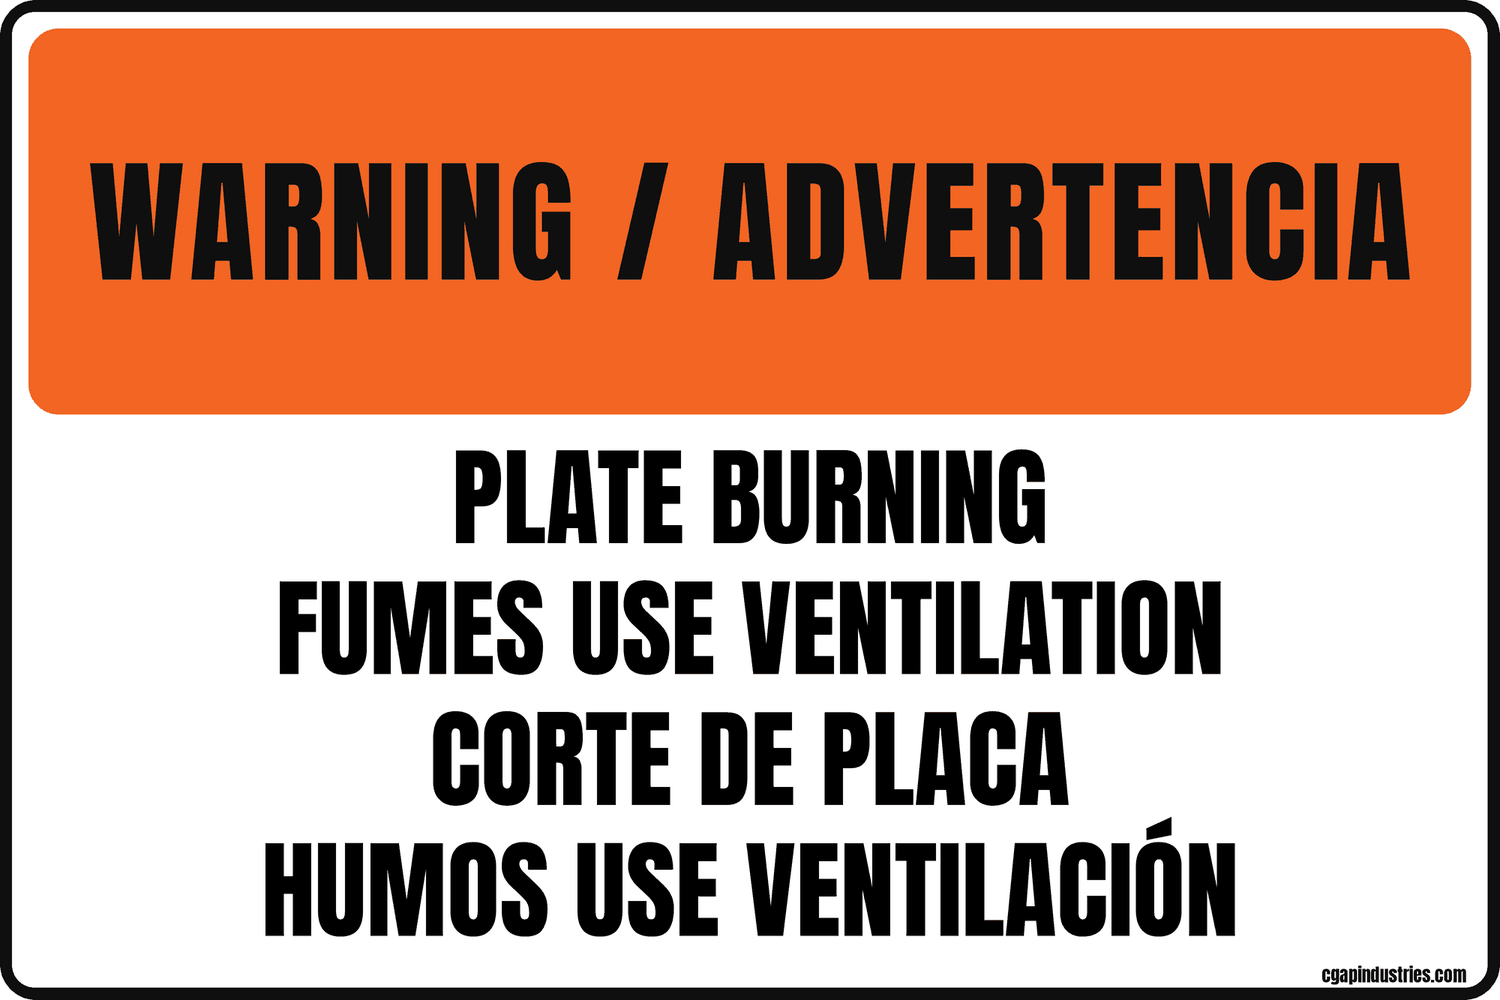 WARNING / ADVERTENCIA
PLATE BURNING
FUMES USE VENTILATION
CORTE DE PLACA
HUMOS USE VENTILACIÓN
cgapindustries.com